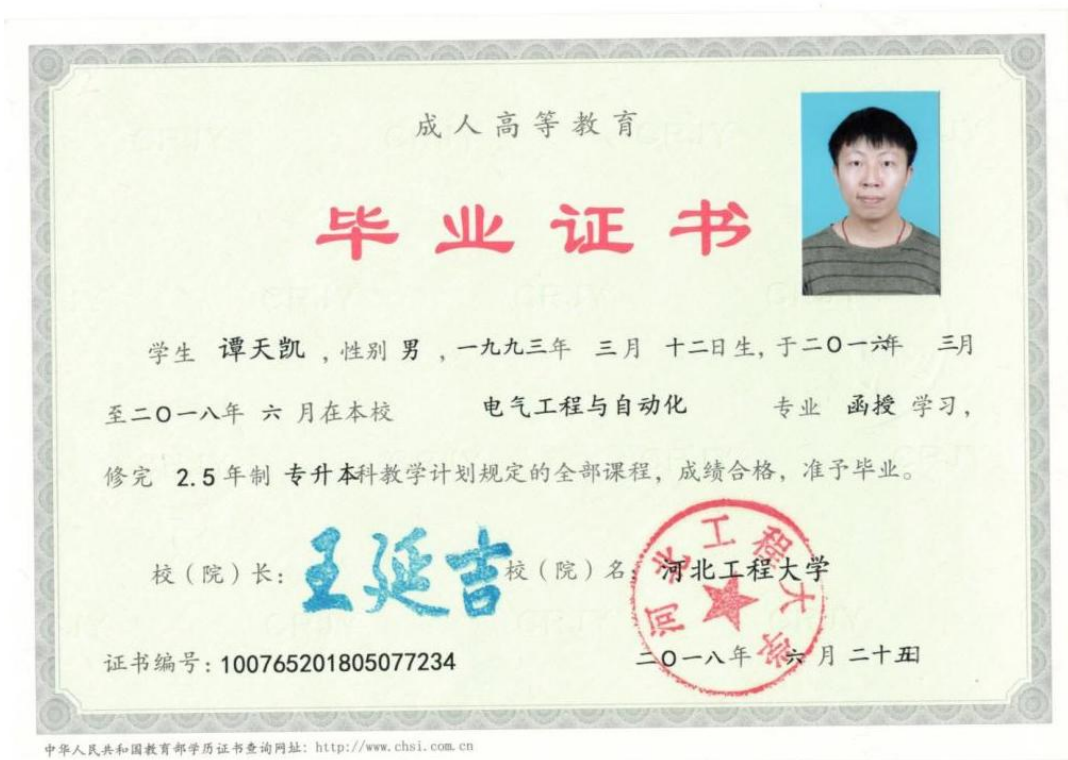 成人高等教育
毕业证书
学生 谭天凯 ，性别 男 ，一九九三年 三月 十二日生，于二〇一六年 三月
至二〇一八年 六 月在本校 电气工程与自动化 专业 函授 学习，
修完 2.5 年制 专升本科教学计划规定的全部课程，成绩合格，准予毕业。
校（院）长： 王延吉 校（院）名： 河北工程大学
河北工程大学
证书编号：100765201805077234 二〇一八年 六 月 二十五日
中华人民共和国教育部学历证书查询网址：http://www.chsi.com.cn